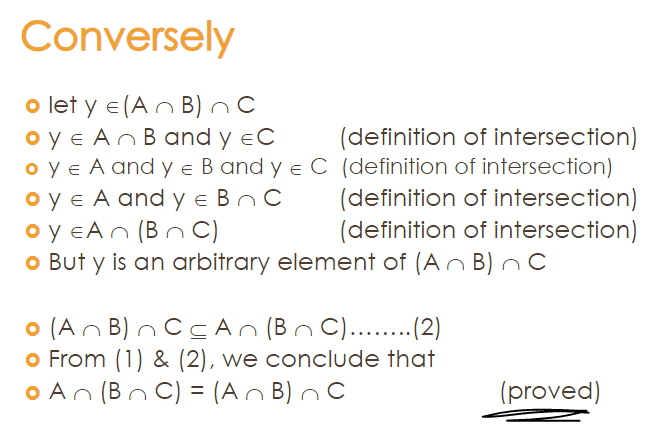 Conversely
let y ∈(A ∩ B) ∩ C
y ∈ A ∩ B and y ∈C (definition of intersection)
y ∈ A and y ∈ B and y ∈ C (definition of intersection)
y ∈ A and y ∈ B ∩ C (definition of intersection)
y ∈A ∩ (B ∩ C) (definition of intersection)
But y is an arbitrary element of (A ∩ B) ∩ C
(A ∩ B) ∩ C ⊆ A ∩ (B ∩ C)........(2)
From (1) & (2), we conclude that
A ∩ (B ∩ C) = (A ∩ B) ∩ C (proved)